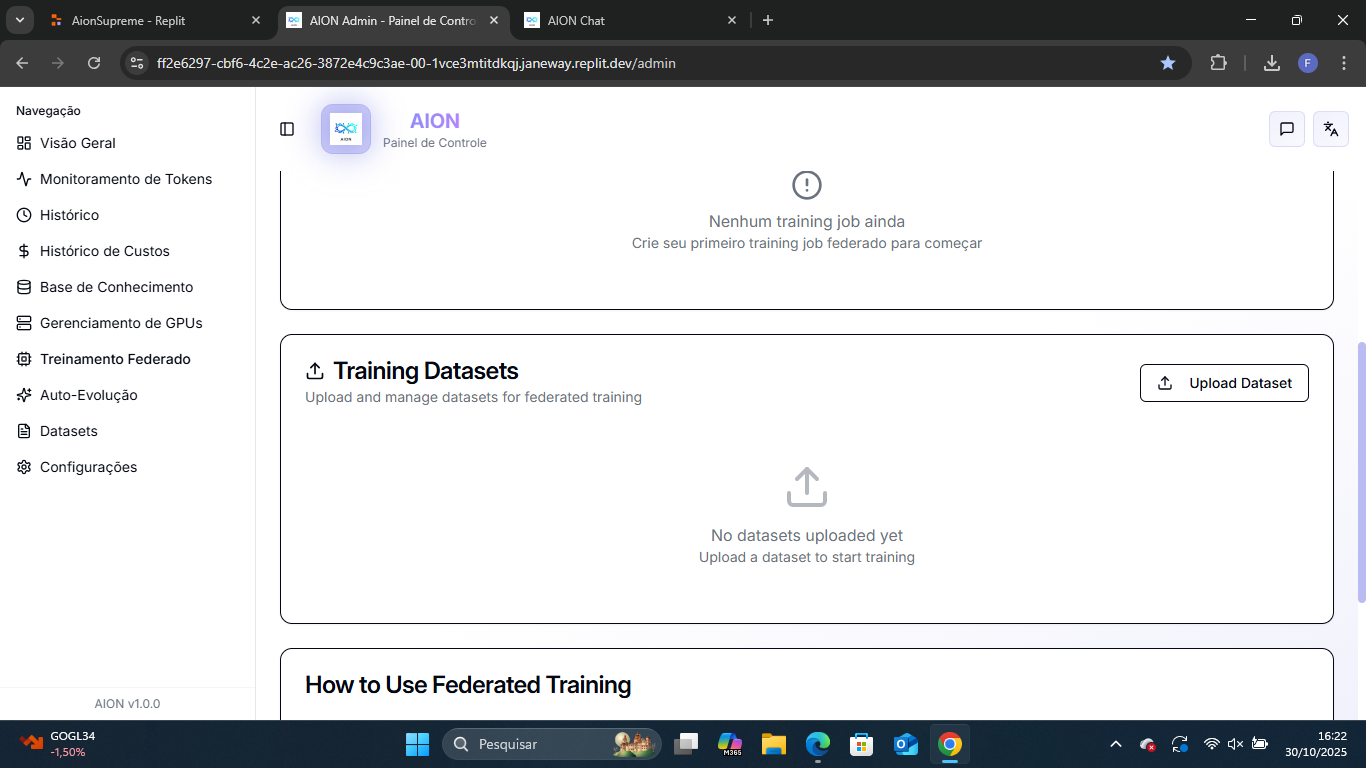 AionSupreme - Replit
AION Admin - Painel de Contro
AION Chat
ff2e6297-cbf6-4c2e-ac26-3872e4c9c3ae-00-1vce3mtitdkqj.janeway.replit.dev/admin
F
Navegação
Visão Geral
Monitoramento de Tokens
Histórico
Histórico de Custos
Base de Conhecimento
Gerenciamento de GPUs
Treinamento Federado
Auto-Evolução
Datasets
Configurações
AION v1.0.0
AION
AION
Painel de Controle
Nenhum training job ainda
Crie seu primeiro training job federado para começar
Training Datasets
Upload and manage datasets for federated training
Upload Dataset
No datasets uploaded yet
Upload a dataset to start training
How to Use Federated Training
GOGL34
-1,50%
Pesquisar
M365
16:22
30/10/2025